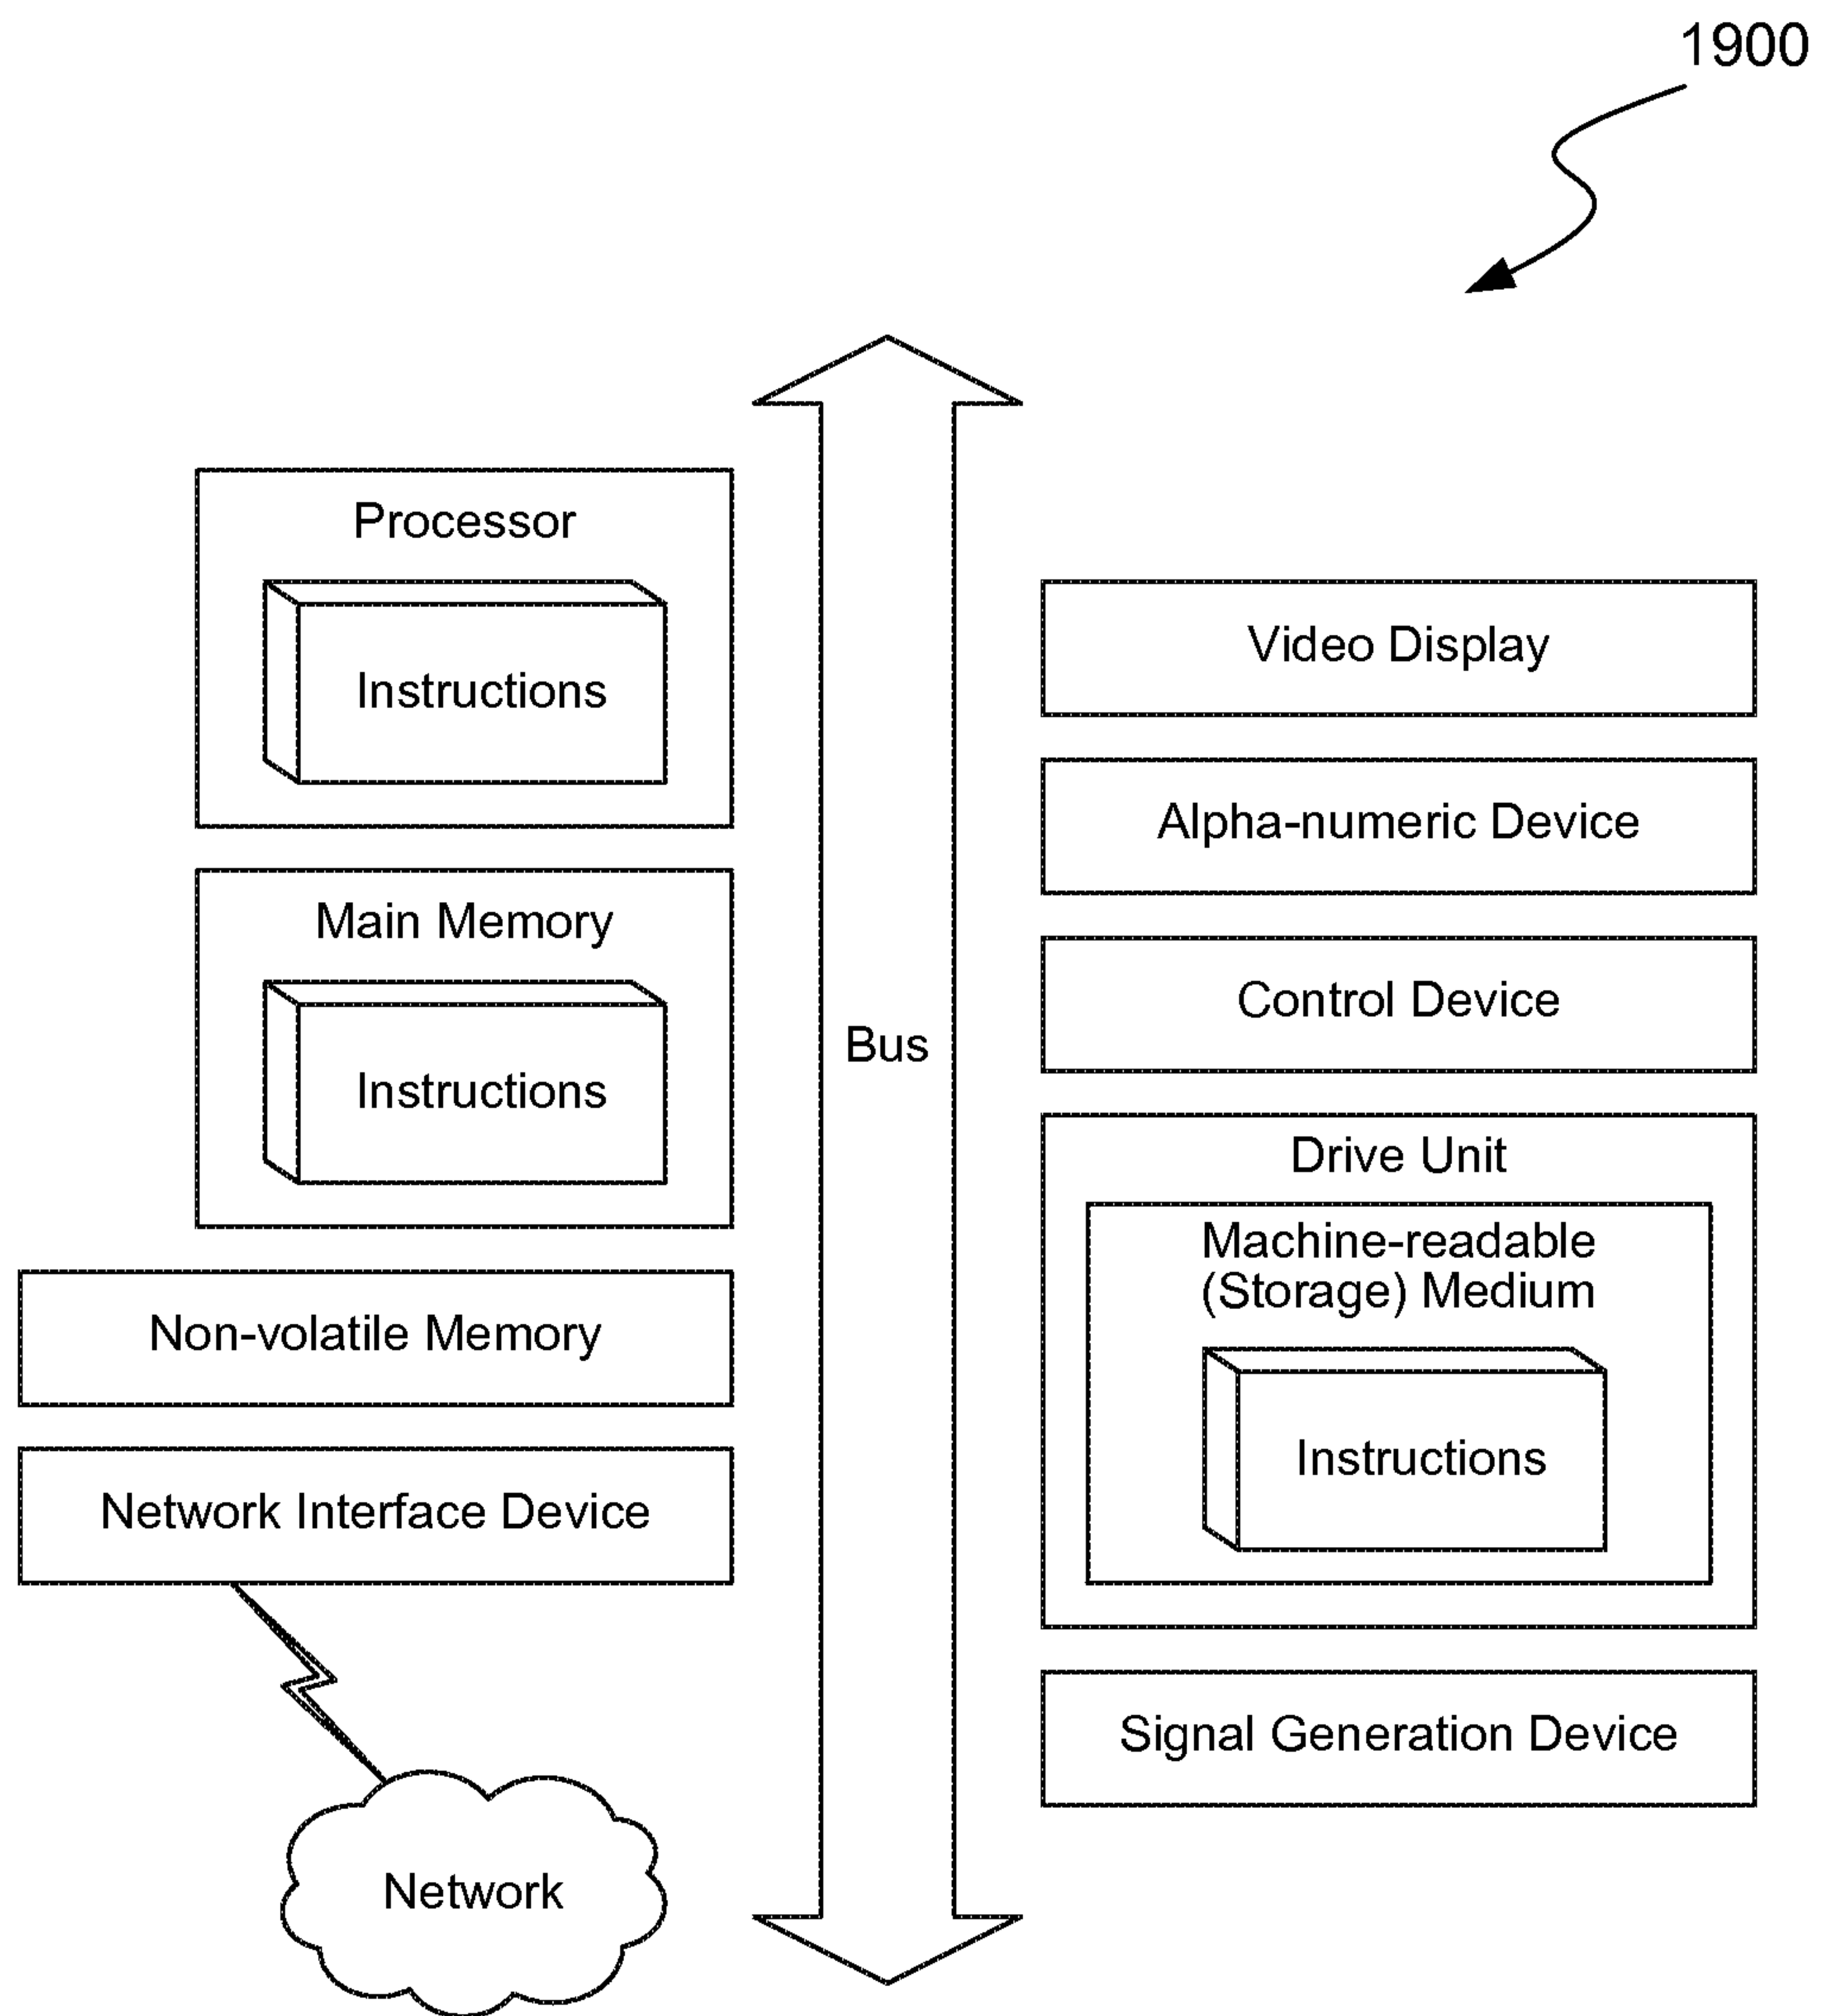 1900
Processor
Instructions
Main Memory
Instructions
Non-volatile Memory
Network Interface Device
Network
Bus
Video Display
Alpha-numeric Device
Control Device
Drive Unit
Machine-readable
(Storage) Medium
Instructions
Signal Generation Device